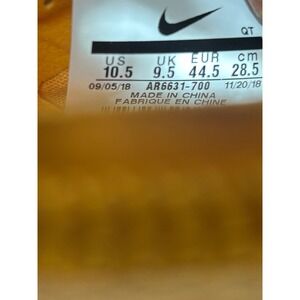 QT
US UK EUR cm
10.5 9.5 44.5 28.5
09/05/18 AR6631-700 11/20/18
MADE IN CHINA
FABRIQUE EN CHINE